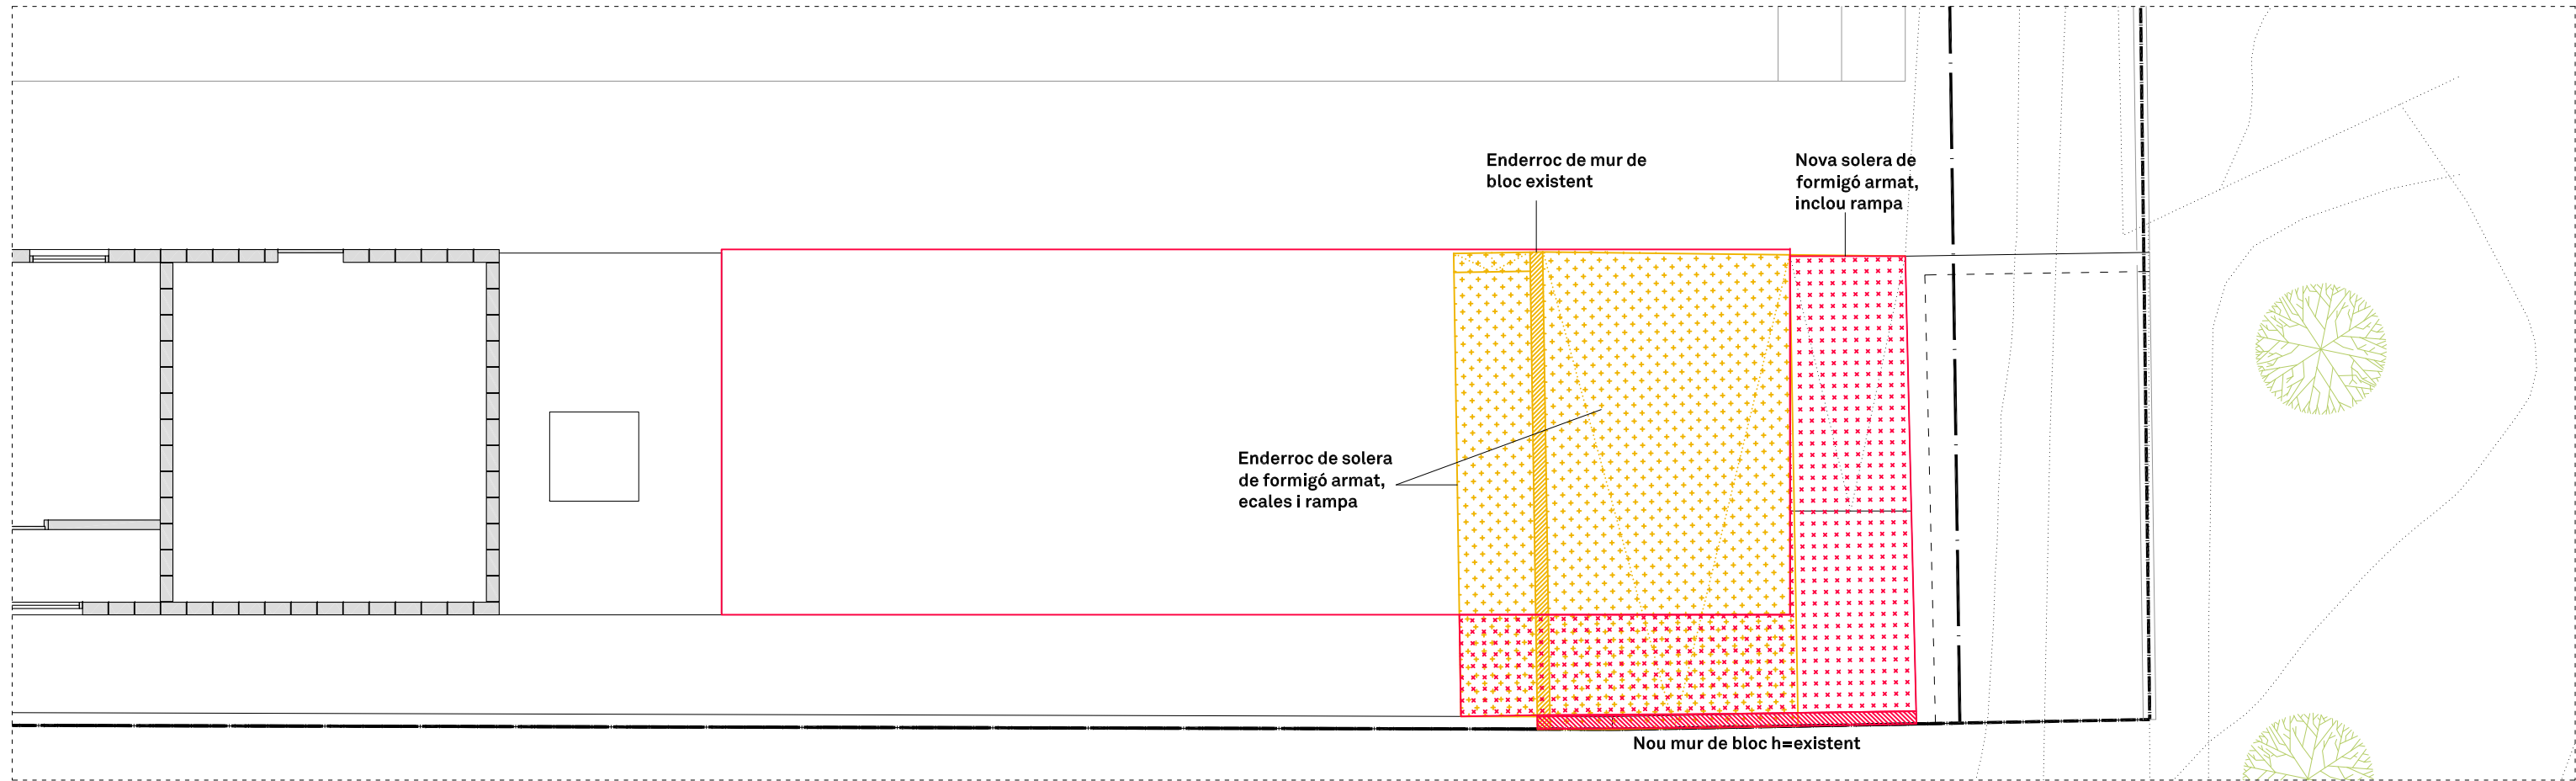 Enderroc de mur de
bloc existent
Nova solera de
formigó armat,
inclou rampa
Enderroc de solera
de formigó armat,
ecales i rampa
Nou mur de bloc h=existent